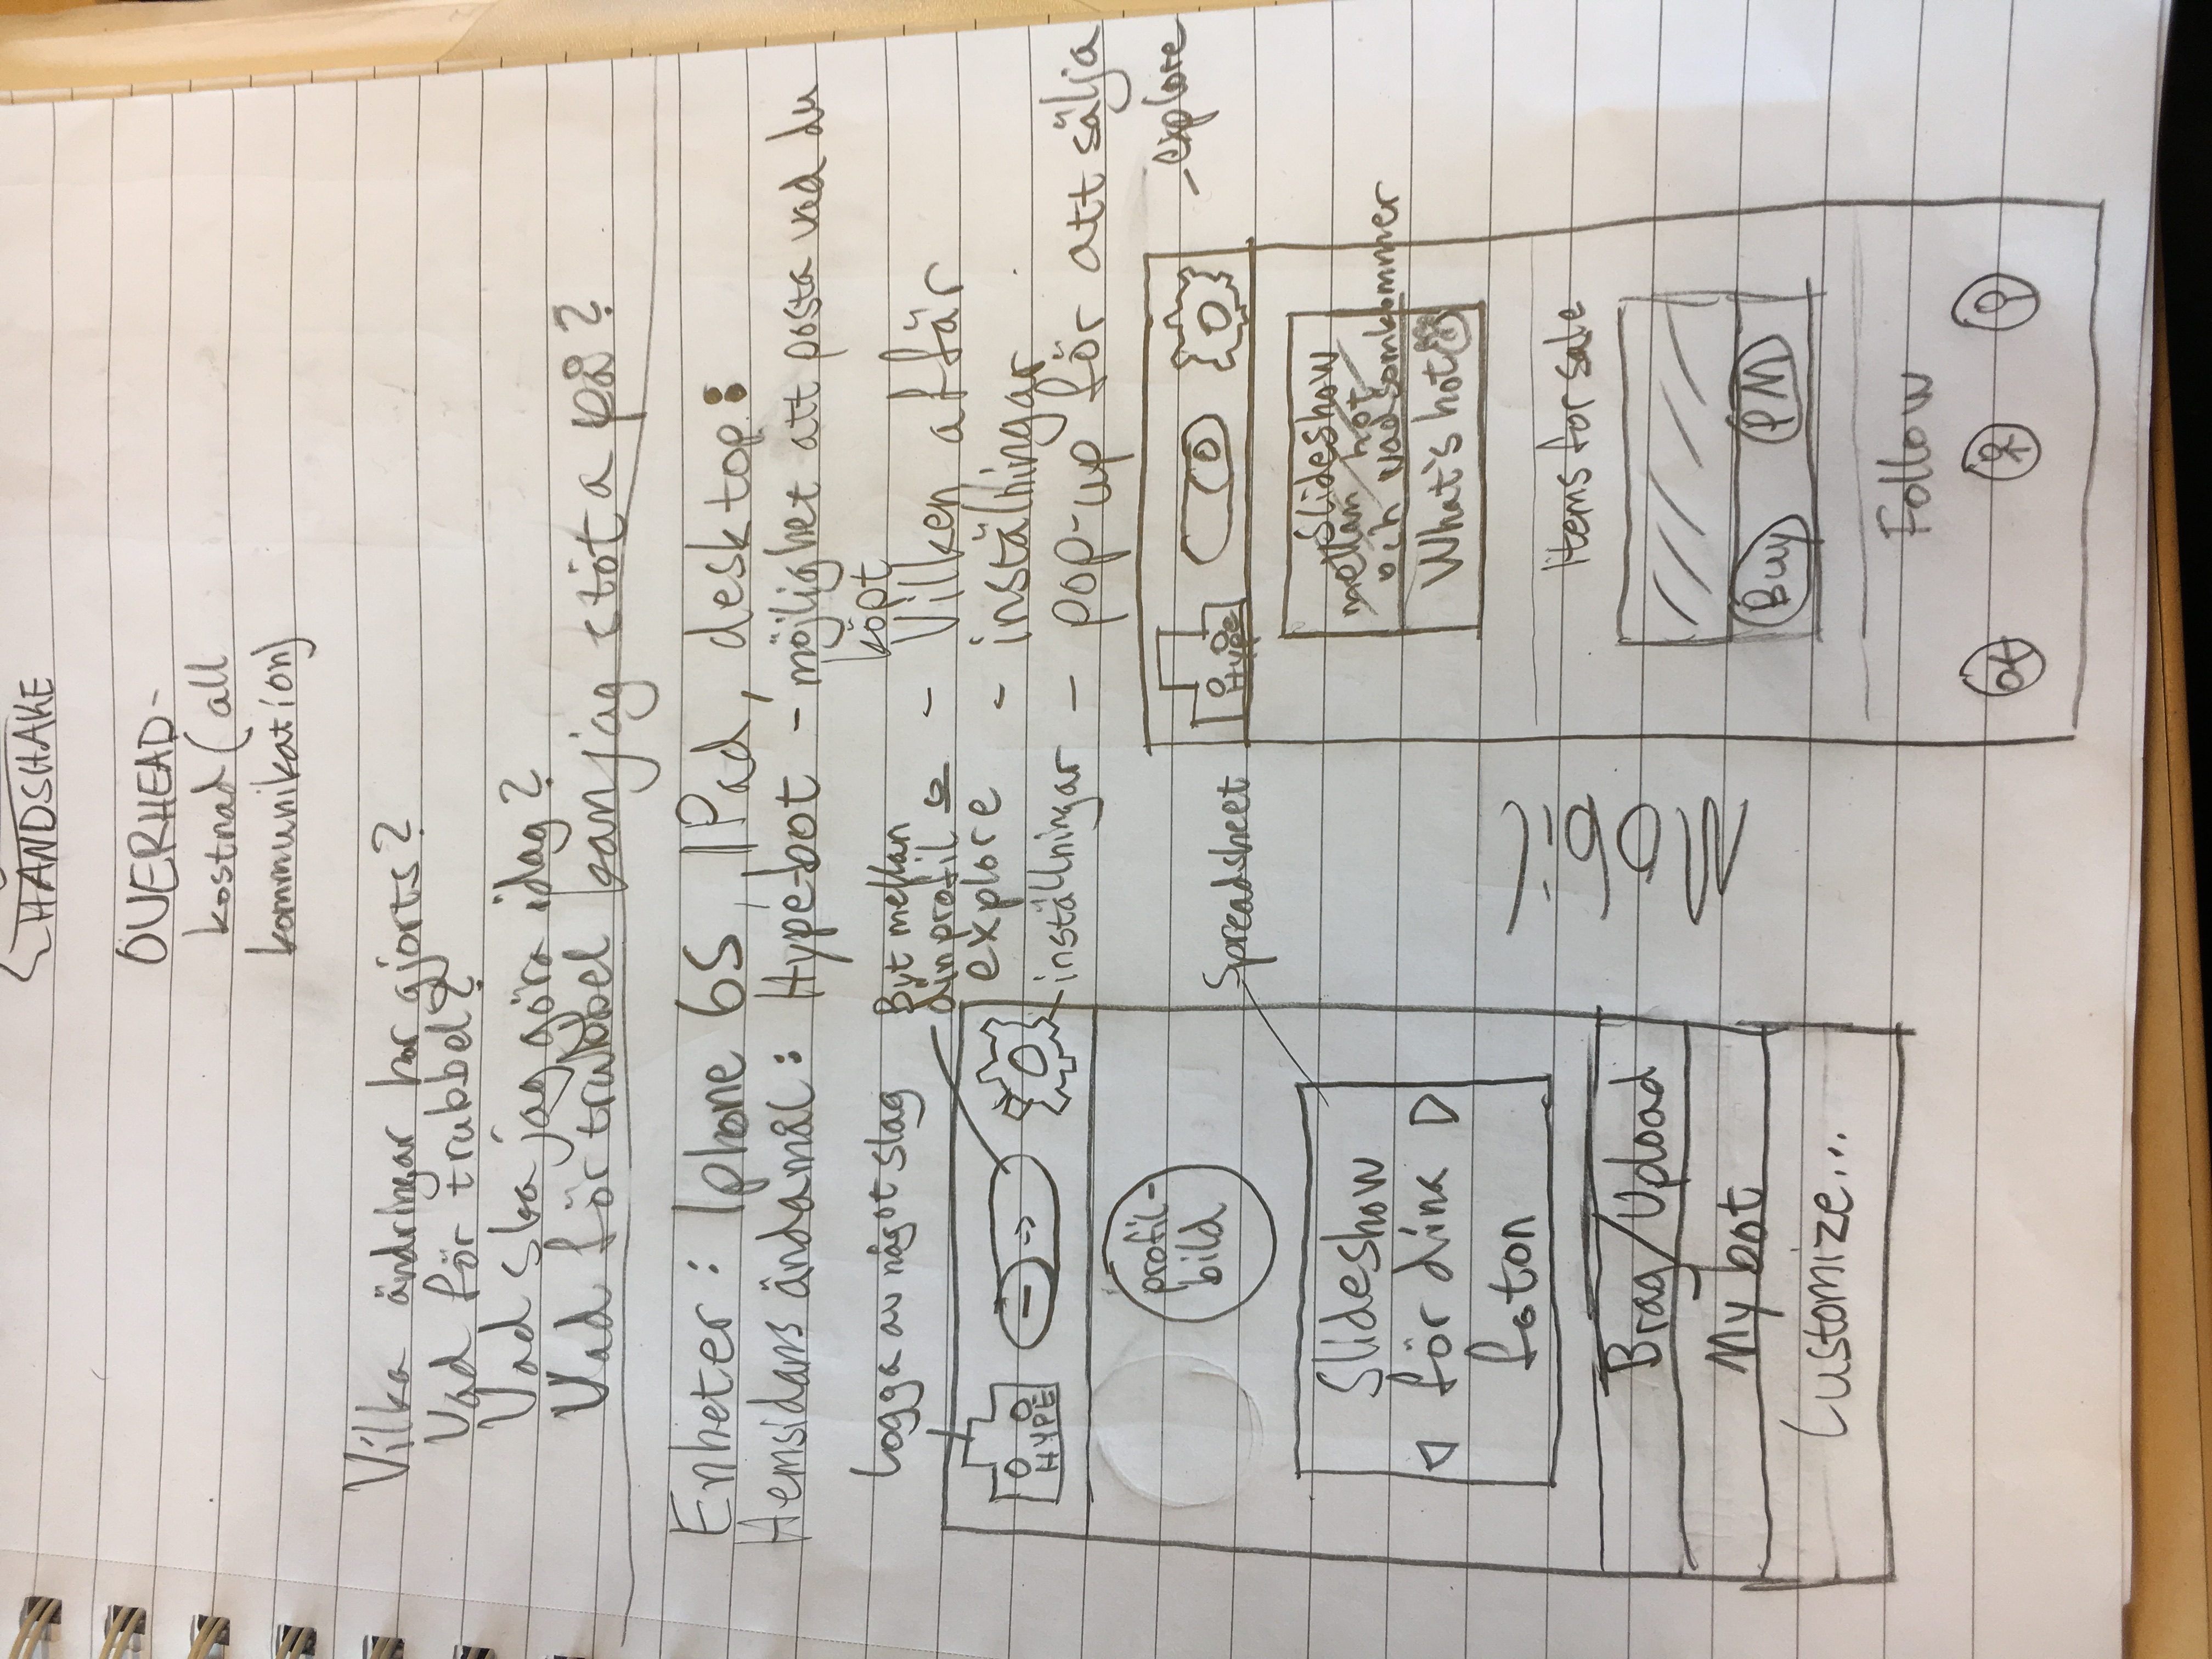 HANDSHAKE
OVERHEAD-
kostnad (all
kommunikation)
Vilka ändringar har gjorts?
Vad för trubbel?
Vad ska jag göra idag?
Vad för trubbel kan jag stöta på?
Enheter: Iphone 6S, IPad, desktop:
Hemsidans ändamål: Hype-bot - möjlighet att posta vad du
köpt
- Vilken affär
- instälningar
- pop-up för att sälja
- explore
Logga av något slag
Byt mellan
din profil o
explore
inställningar
HYPE
profil-
bild
Spreadsheet
Slideshow
för dina
foton
Brag/Upload
My bot
Customize...
Mobil
Hype
Slideshow
mellan hot
och vad som kommer
What's hot
Items for sale
Buy PM
Follow